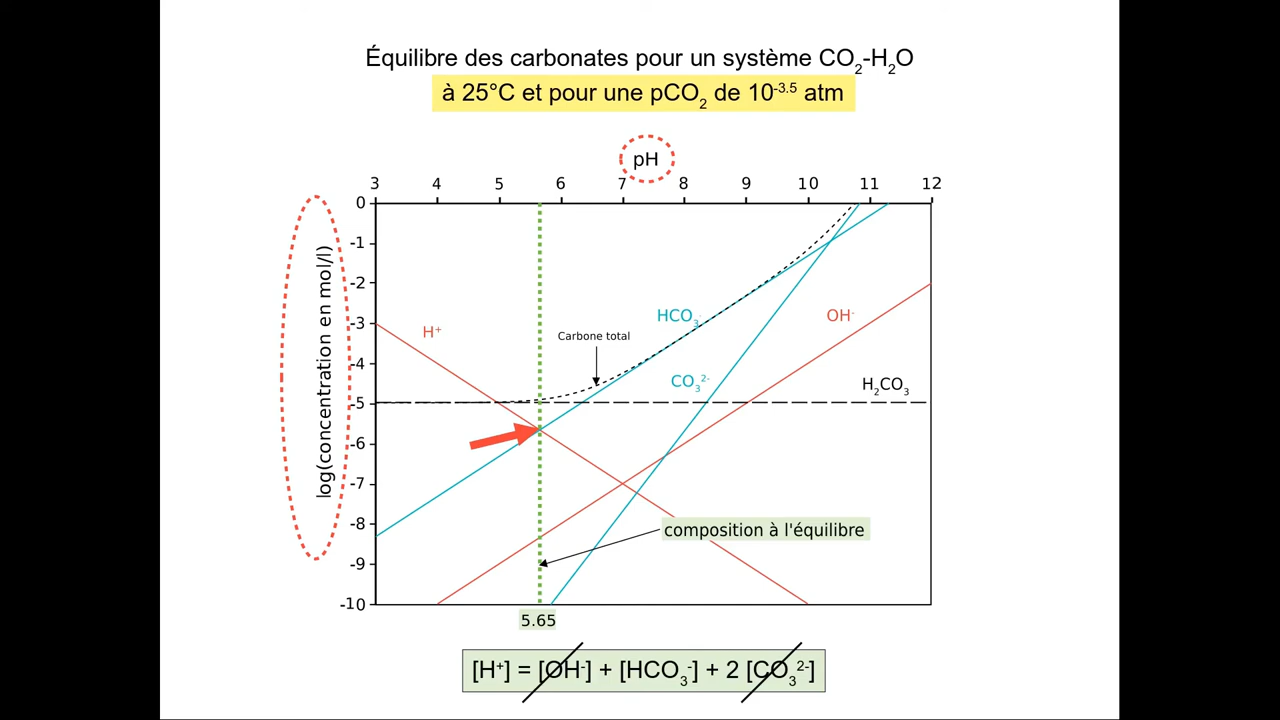 Équilibre des carbonates pour un système CO₂-H₂O
à 25°C et pour une pCO₂ de 10⁻³·⁵ atm
pH
3 4 5 6 7 8 9 10 11 12
log(concentration en mol/l)
0
-1
-2
-3
-4
-5
-6
-7
-8
-9
-10
HCO₃⁻
OH⁻
H⁺
Carbone total
CO₃²⁻
H₂CO₃
composition à l'équilibre
5.65
[H⁺] = [OH⁻] + [HCO₃⁻] + 2 [CO₃²⁻]